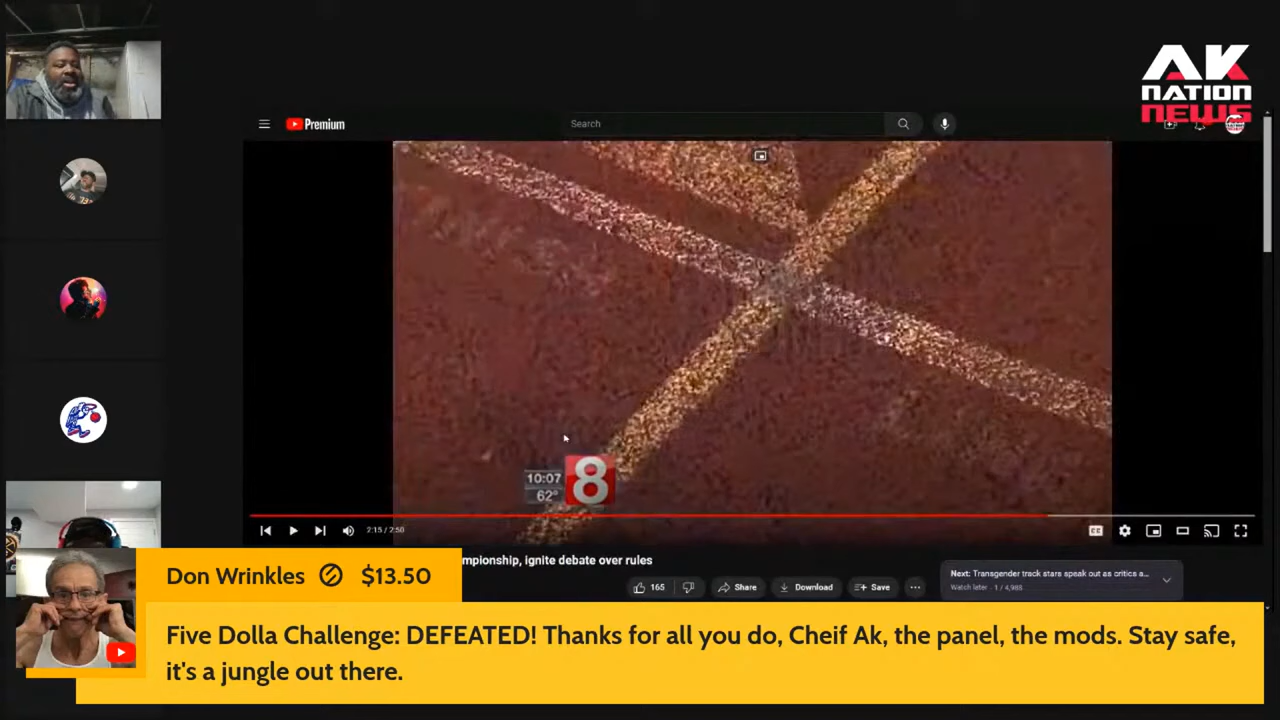 AK
NATION
NEWS
Premium
Search
10:07
62°
8
2:15 / 2:50
CC
mpionship, ignite debate over rules
165
Share
Download
Save
Next: Transgender track stars speak out as critics a...
Watch later · 1 / 4,985
Don Wrinkles $13.50
Five Dolla Challenge: DEFEATED! Thanks for all you do, Cheif Ak, the panel, the mods. Stay safe,
it's a jungle out there.